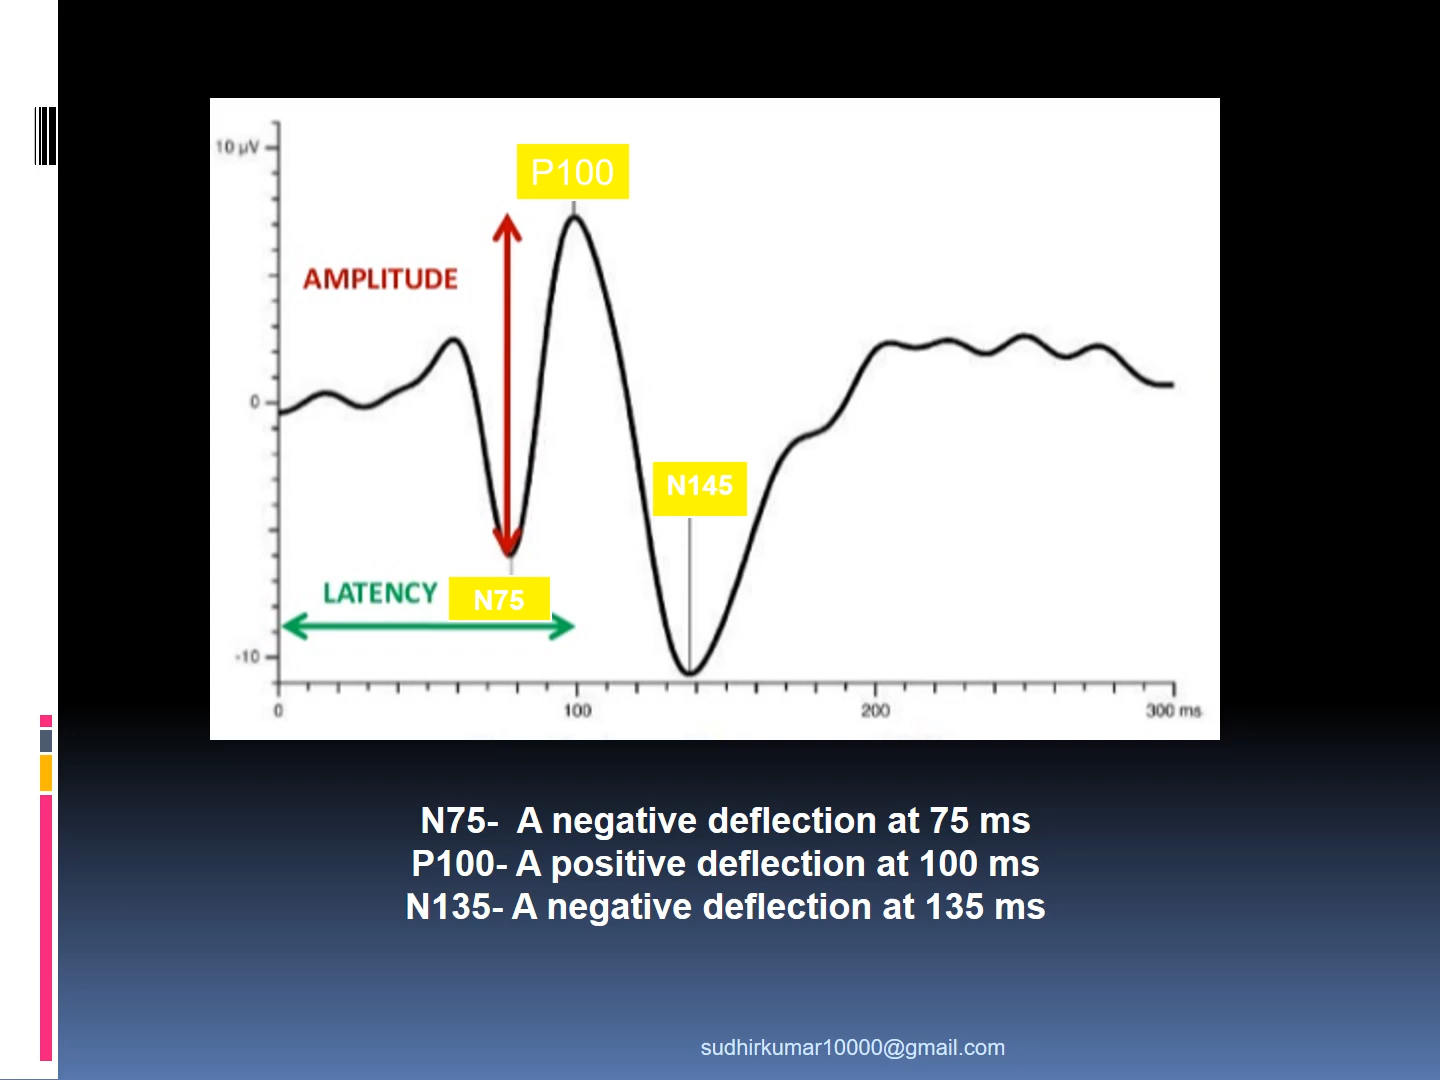 10 µV
P100
AMPLITUDE
0
N145
LATENCY
N75
-10
0 100 200 300 ms
N75-  A negative deflection at 75 ms
P100- A positive deflection at 100 ms
N135- A negative deflection at 135 ms
sudhirkumar10000@gmail.com